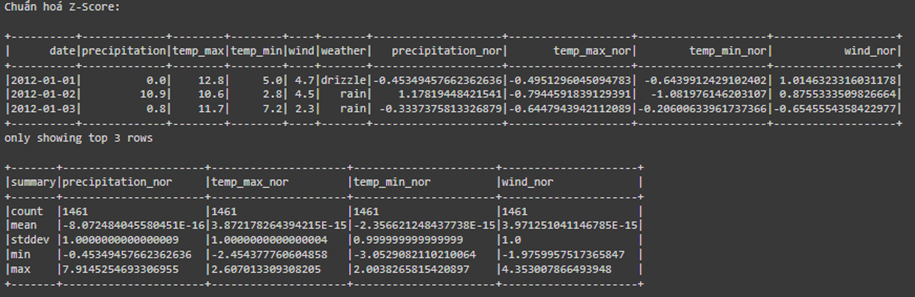 Chuẩn hoá Z-Score:
+----------+-------------+--------+--------+----+-------+--------------------+-------------------+--------------------+-------------------+
|      date|precipitation|temp_max|temp_min|wind|weather|   precipitation_nor|       temp_max_nor|        temp_min_nor|           wind_nor|
+----------+-------------+--------+--------+----+-------+--------------------+-------------------+--------------------+-------------------+
|2012-01-01|          0.0|    12.8|     5.0| 4.7|drizzle|-0.45349457662362636|-0.4951296045094783| -0.6439912429102402| 1.0146323316031178|
|2012-01-02|         10.9|    10.6|     2.8| 4.5|   rain|    1.17819448421541|-0.7944591839129391|  -1.081976146203107| 0.8755333509826664|
|2012-01-03|          0.8|    11.7|     7.2| 2.3|   rain| -0.3337375813326879|-0.6447943942112089|-0.20600633961737366|-0.6545554358422977|
+----------+-------------+--------+--------+----+-------+--------------------+-------------------+--------------------+-------------------+
only showing top 3 rows
+-------+---------------------+--------------------+---------------------+--------------------+
|summary|precipitation_nor    |temp_max_nor        |temp_min_nor         |wind_nor            |
+-------+---------------------+--------------------+---------------------+--------------------+
|count  |1461                 |1461                |1461                 |1461                |
|mean   |-8.072484045580451E-16|3.872178264394215E-15|-2.356621248437738E-15|3.971251041146785E-15|
|stddev |1.0000000000000009   |1.0000000000000004  |0.999999999999999    |1.0                 |
|min    |-0.45349457662362636 |-2.454377760604858  |-3.0529082110210064  |-1.9759957517365847 |
|max    |7.9145254693306955   |2.607013309308205   |2.0038265815420897   |4.353007866493948   |
+-------+---------------------+--------------------+---------------------+--------------------+